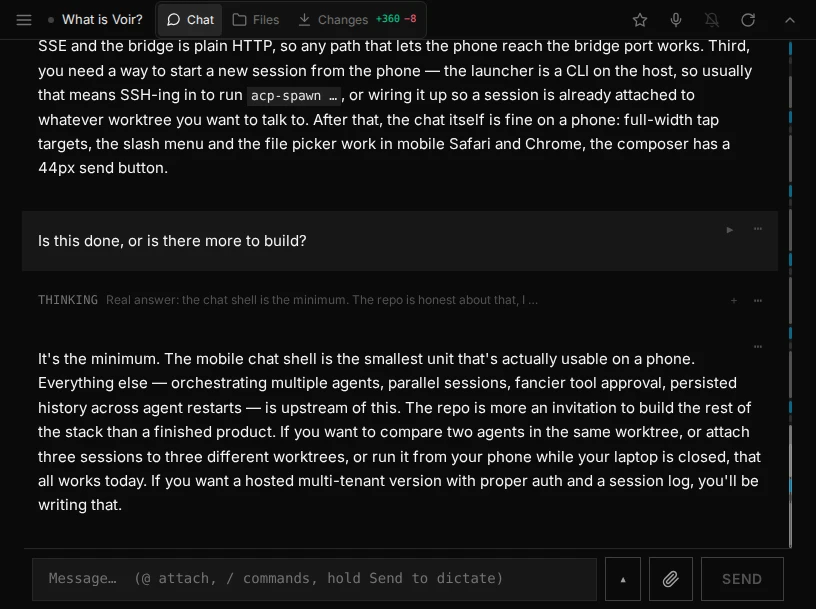 What is Voir?
Chat
Files
Changes +360 −8
SSE and the bridge is plain HTTP, so any path that lets the phone reach the bridge port works. Third,
you need a way to start a new session from the phone — the launcher is a CLI on the host, so usually
that means SSH-ing in to run acp-spawn … , or wiring it up so a session is already attached to
whatever worktree you want to talk to. After that, the chat itself is fine on a phone: full-width tap
targets, the slash menu and the file picker work in mobile Safari and Chrome, the composer has a
44px send button.
Is this done, or is there more to build?
THINKING Real answer: the chat shell is the minimum. The repo is honest about that, I ...
It's the minimum. The mobile chat shell is the smallest unit that's actually usable on a phone.
Everything else — orchestrating multiple agents, parallel sessions, fancier tool approval, persisted
history across agent restarts — is upstream of this. The repo is more an invitation to build the rest of
the stack than a finished product. If you want to compare two agents in the same worktree, or attach
three sessions to three different worktrees, or run it from your phone while your laptop is closed, that
all works today. If you want a hosted multi-tenant version with proper auth and a session log, you'll be
writing that.
Message… (@ attach, / commands, hold Send to dictate)
SEND